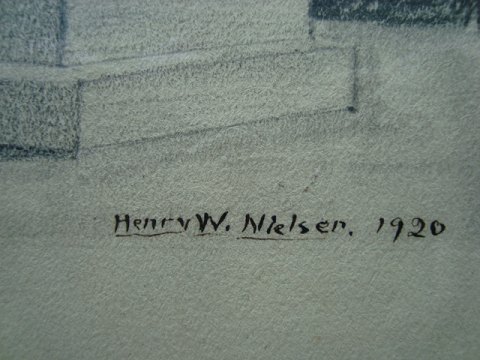 Henry W. Nielsen. 1920